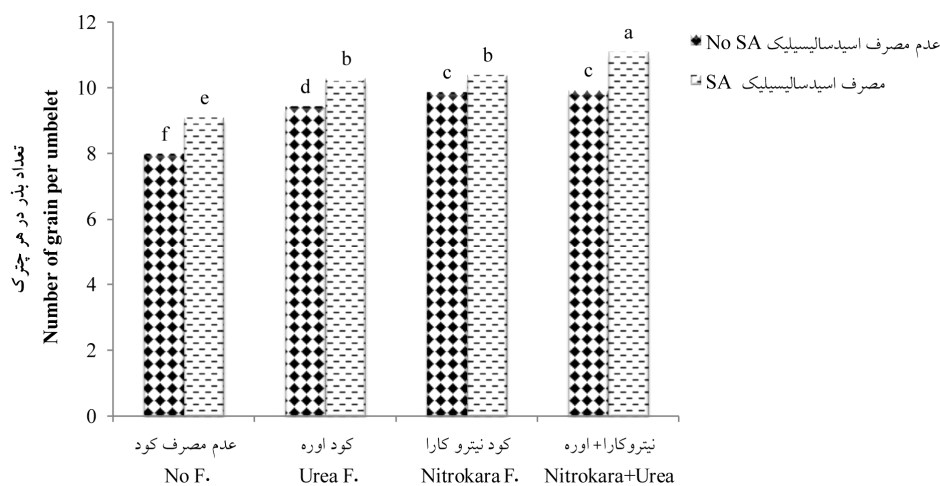 تعداد بذر در هر چترک
Number of grain per umbelet
12
10
8
6
4
2
0
f
e
d
b
c
b
c
a
عدم مصرف اسیدسالیسیلیک No SA
مصرف اسیدسالیسیلیک SA
عدم مصرف کود
No F.
کود اوره
Urea F.
کود نیترو کارا
Nitrokara F.
نیتروکارا+ اوره
Nitrokara+Urea